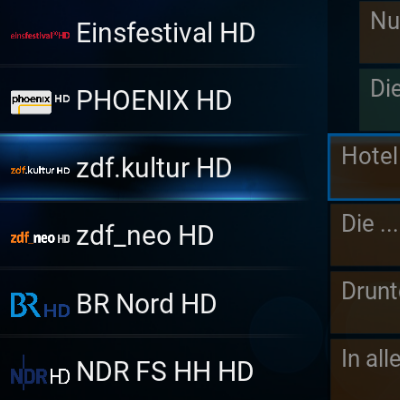 einsfestival HD Einsfestival HD Nu
phoenix HD PHOENIX HD Die
zdf.kultur HD zdf.kultur HD Hotel
zdf_neo HD zdf_neo HD Die ...
BR HD BR Nord HD Drunt
NDR HD NDR FS HH HD In alle